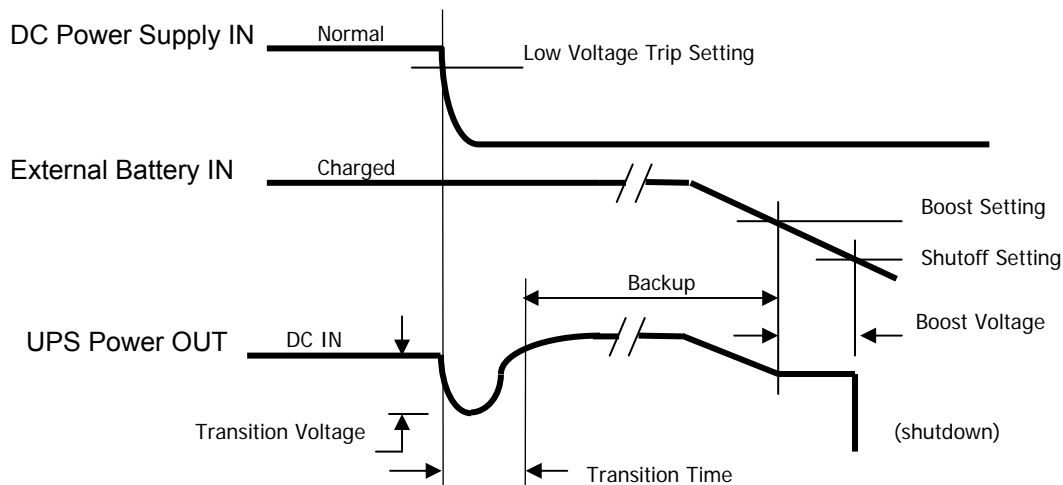 DC Power Supply IN
Normal
Low Voltage Trip Setting
External Battery IN
Charged
Boost Setting
Shutoff Setting
Backup
Boost Voltage
UPS Power OUT
DC IN
Transition Voltage
(shutdown)
Transition Time